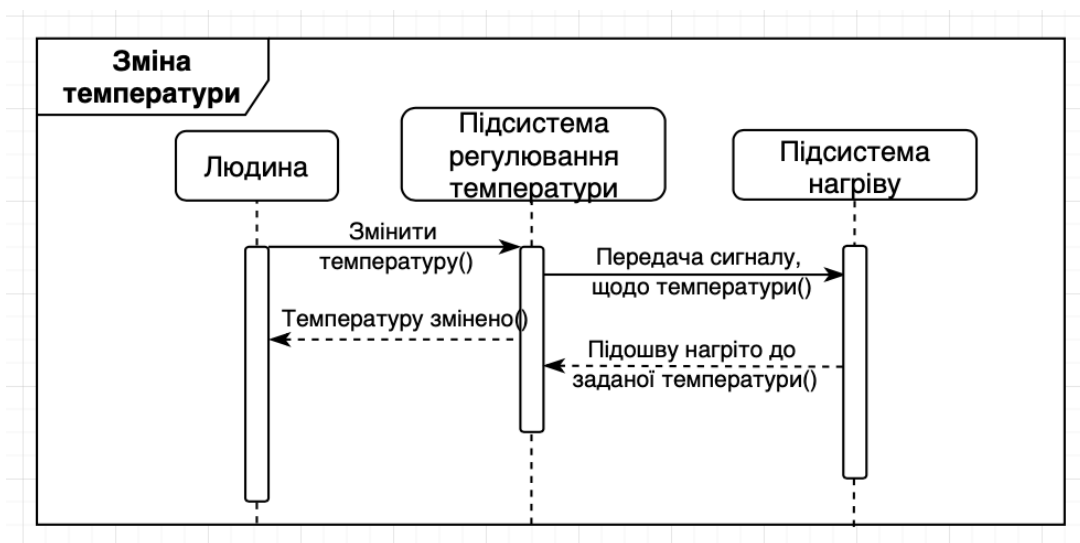 Зміна
температури
Людина
Підсистема
регулювання
температури
Підсистема
нагріву
Змінити
температуру()
Передача сигналу,
щодо температури()
Температуру змінено()
Підошву нагріто до
заданої температури()